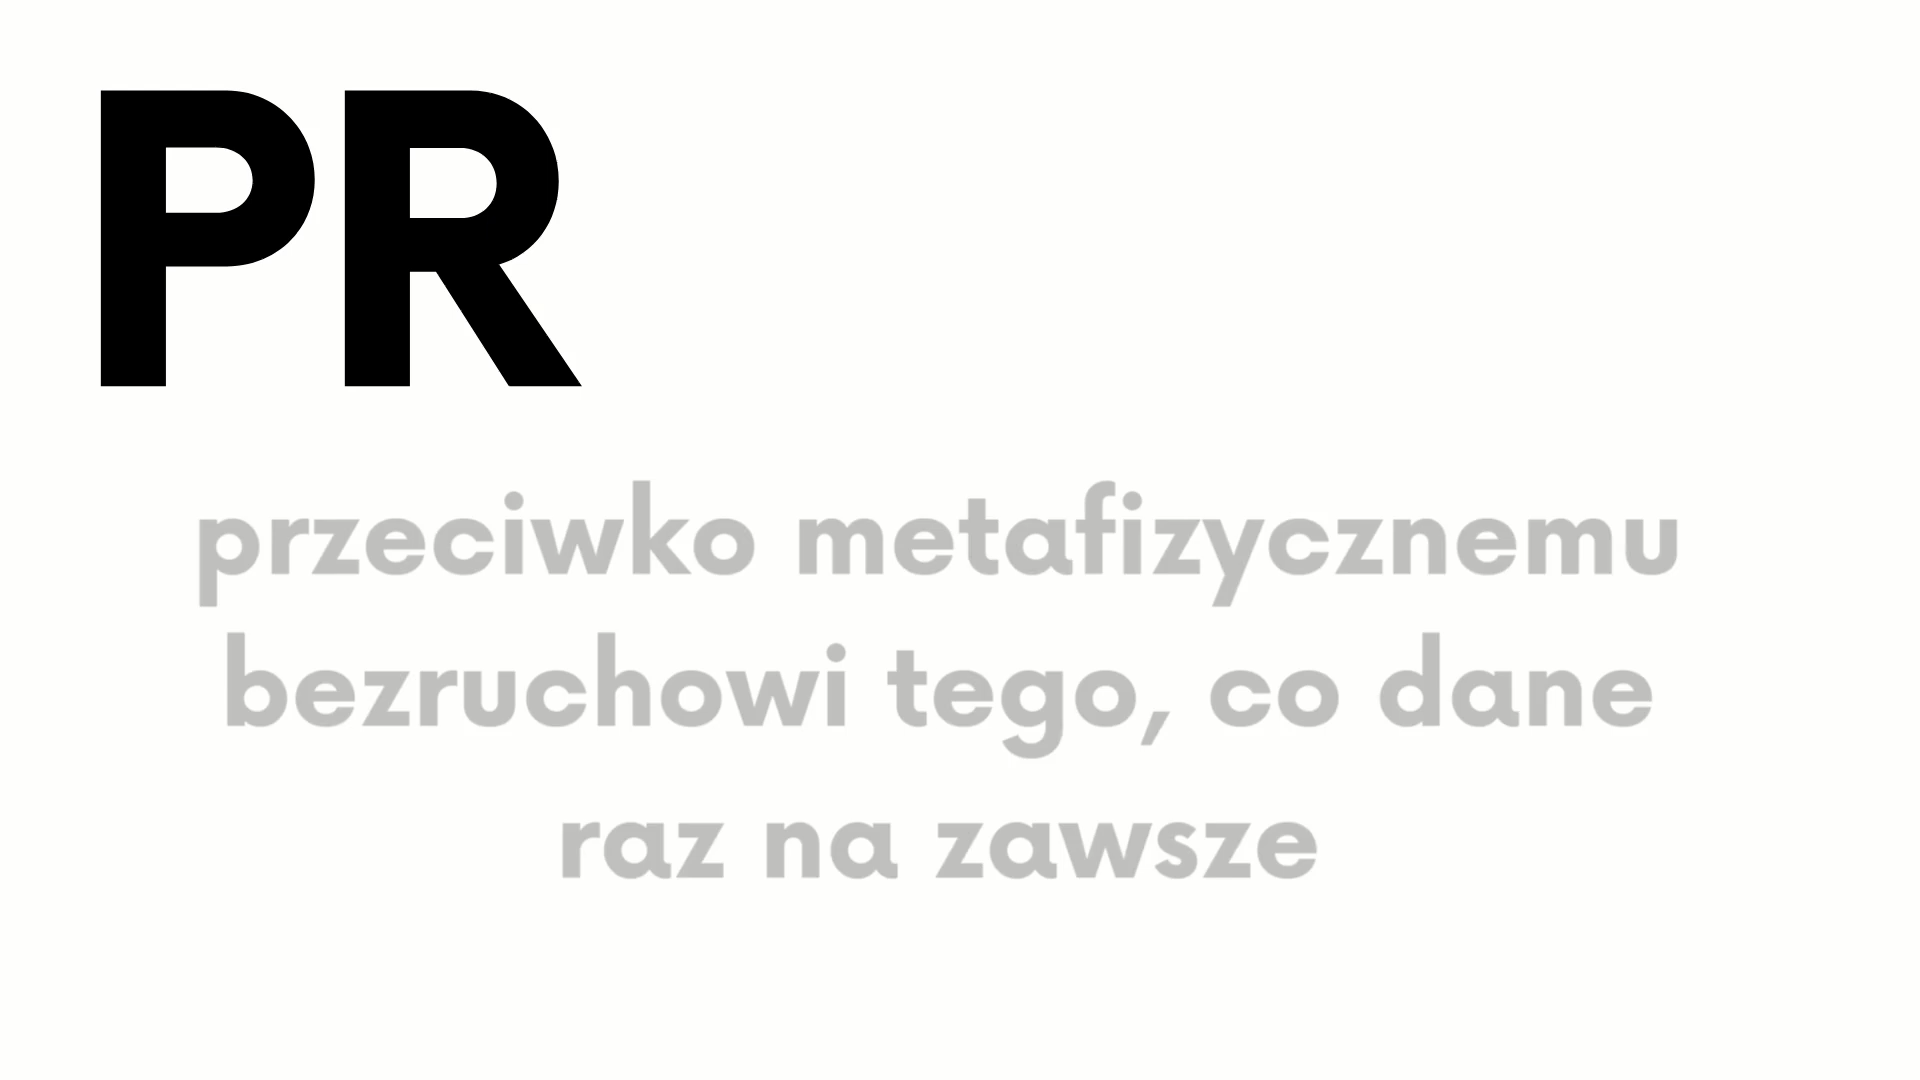 PR
przeciwko metafizycznemu
bezruchowi tego, co dane
raz na zawsze